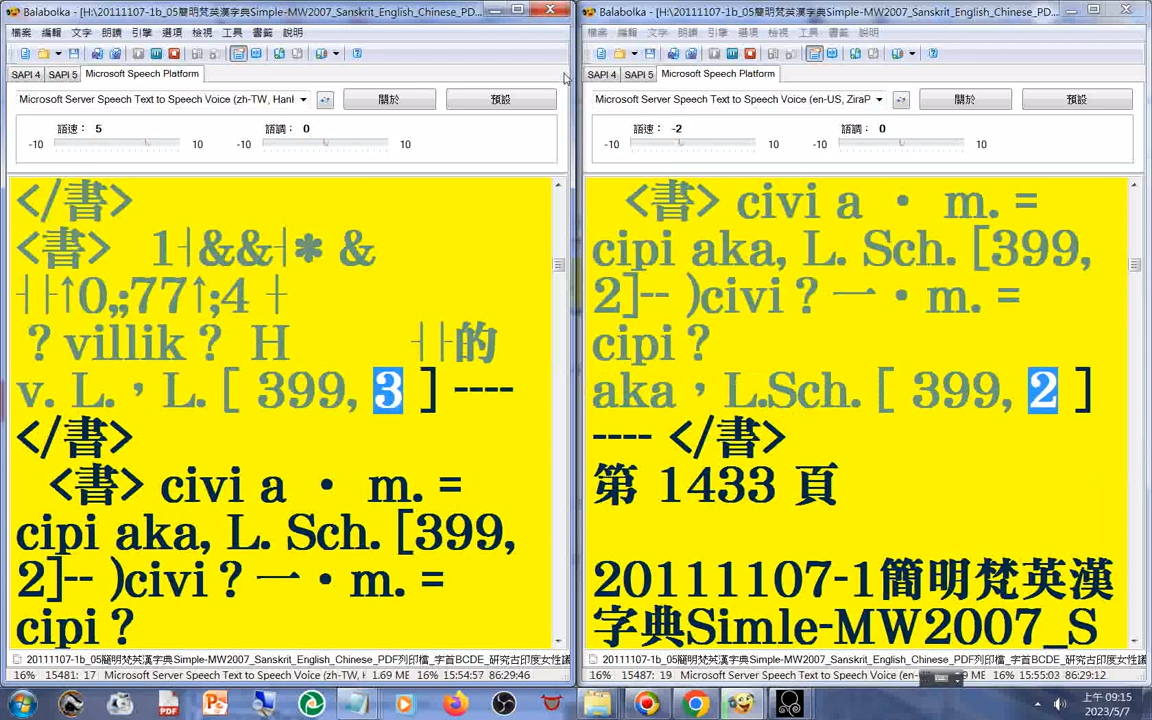 Balabolka - [H:\20111107-1b_05簡明梵英漢字典Simple-MW2007_Sanskrit_English_Chinese_PD...
檔案 編輯 文字 朗讀 引擎 選項 檢視 工具 書籤 說明
SAPI 4 SAPI 5 Microsoft Speech Platform
Microsoft Server Speech Text to Speech Voice (zh-TW, HanH 關於 預設
語速： 5 語調： 0
-10 10 -10 10
</書>
<書> 1┤&&┤* &
┤├↑0,;77↑;4 ┼
? villik ? H ┤├的
v. L.，L. [ 399, 3 ] ----
</書>
<書> civi a ‧ m. =
cipi aka, L. Sch. [399,
2]-- )civi？一‧m. =
cipi？
20111107-1b_05簡明梵英漢字典Simple-MW2007_Sanskrit_English_Chinese_PDF列印檔_字首BCDE_研究古印度女性議
16% 15481: 17 Microsoft Server Speech Text to Speech Voice (zh-TW, H 1.69 MB 16% 15:54:57 86:29:46
Balabolka - [H:\20111107-1b_05簡明梵英漢字典Simple-MW2007_Sanskrit_English_Chinese_PD...
檔案 編輯 文字 朗讀 引擎 選項 檢視 工具 書籤 說明
SAPI 4 SAPI 5 Microsoft Speech Platform
Microsoft Server Speech Text to Speech Voice (en-US, ZiraP 關於 預設
語速： -2 語調： 0
-10 10 -10 10
<書> civi a ‧ m. =
cipi aka, L. Sch. [399,
2]-- )civi？一‧m. =
cipi？
aka，L.Sch. [ 399, 2 ]
---- </書>
第 1433 頁
20111107-1簡明梵英漢
字典Simle-MW2007_S
20111107-1b_05簡明梵英漢字典Simple-MW2007_Sanskrit_English_Chinese_PDF列印檔_字首BCDE_研究古印度女性議
16% 15487: 19 Microsoft Server Speech Text to Speech Voice (en-US, 16% 15:55:03 86:29:12
PDF
上午 09:15
2023/5/7